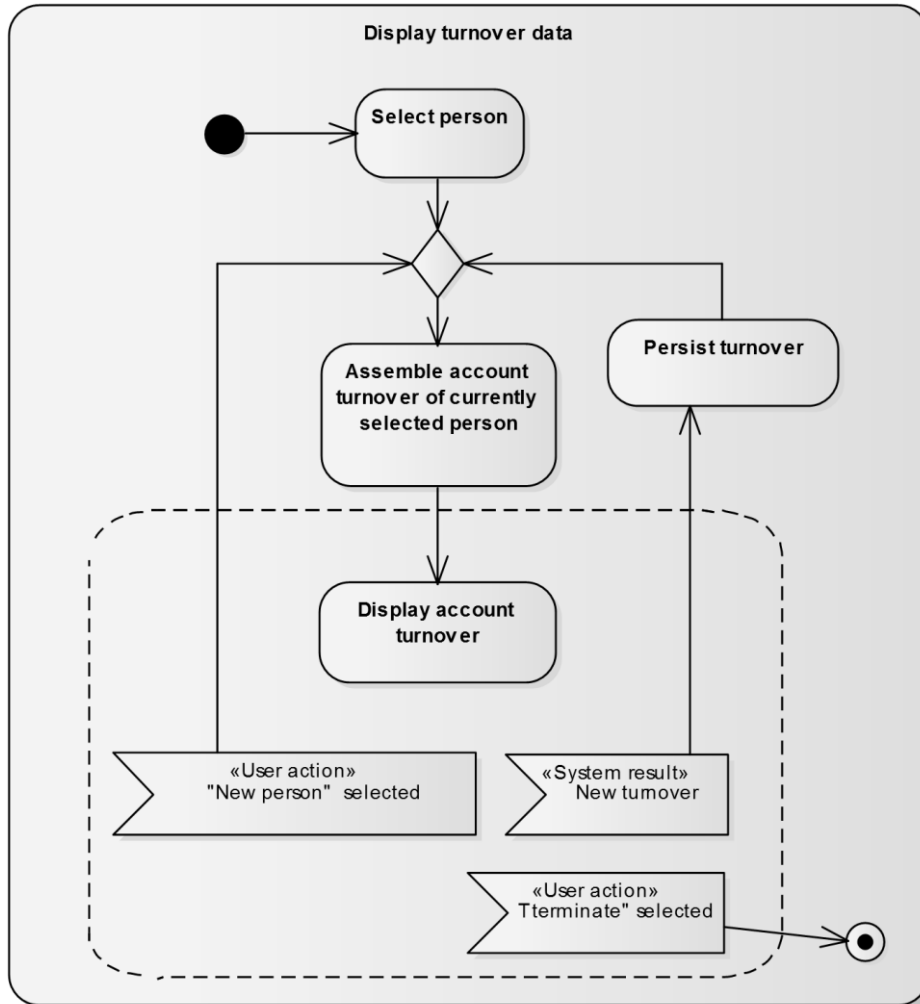 Display turnover data
Select person
Persist turnover
Assemble account
turnover of currently
selected person
Display account
turnover
«User action»
"New person" selected
«System result»
New turnover
«User action»
Tterminate" selected